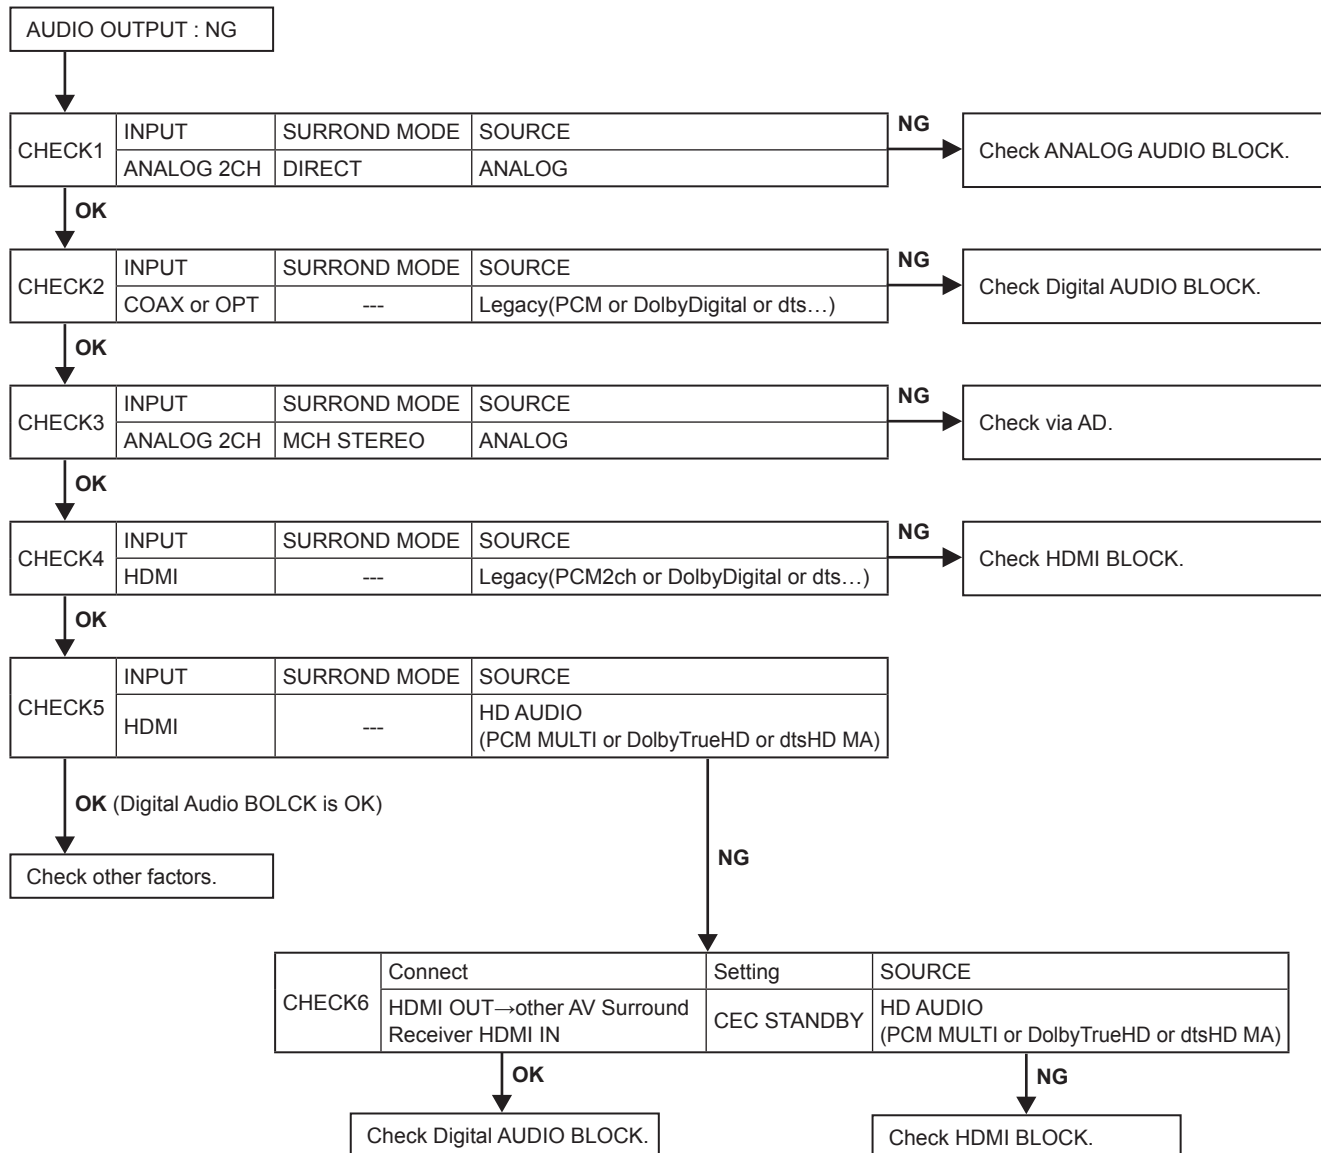 AUDIO OUTPUT : NG
CHECK1
INPUT SURROND MODE SOURCE
ANALOG 2CH DIRECT ANALOG
NG
Check ANALOG AUDIO BLOCK.
OK
CHECK2
INPUT SURROND MODE SOURCE
COAX or OPT --- Legacy(PCM or DolbyDigital or dts…)
NG
Check Digital AUDIO BLOCK.
OK
CHECK3
INPUT SURROND MODE SOURCE
ANALOG 2CH MCH STEREO ANALOG
NG
Check via AD.
OK
CHECK4
INPUT SURROND MODE SOURCE
HDMI --- Legacy(PCM2ch or DolbyDigital or dts…)
NG
Check HDMI BLOCK.
OK
CHECK5
INPUT SURROND MODE SOURCE
HDMI --- HD AUDIO
(PCM MULTI or DolbyTrueHD or dtsHD MA)
OK (Digital Audio BOLCK is OK)
Check other factors.
NG
CHECK6
Connect Setting SOURCE
HDMI OUT→other AV Surround
Receiver HDMI IN
CEC STANDBY
HD AUDIO
(PCM MULTI or DolbyTrueHD or dtsHD MA)
OK
NG
Check Digital AUDIO BLOCK.
Check HDMI BLOCK.